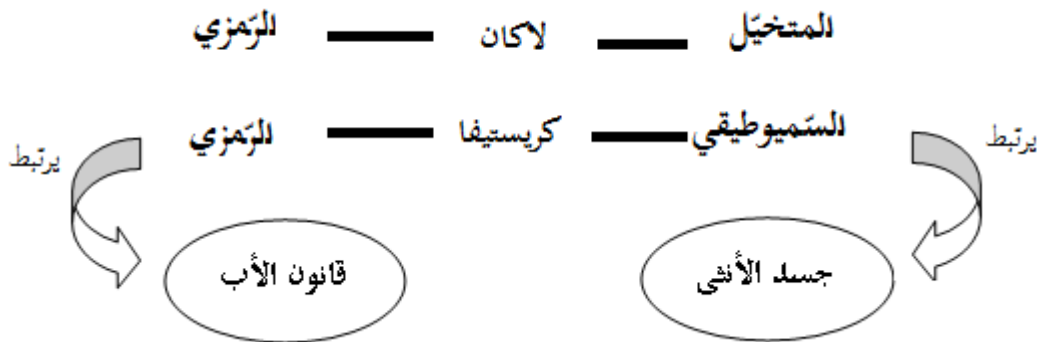 المتخيّل لاكان الرّمزي
السّميوطيقي كريستيفا الرّمزي
يرتبط يرتبط
جسد الأنثى قانون الأب